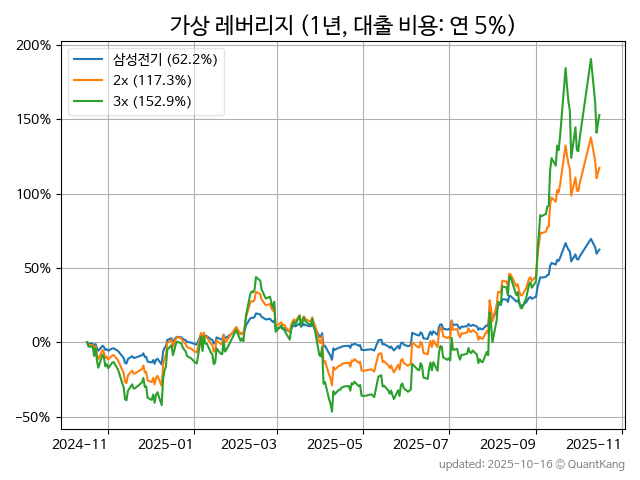 가상 레버리지 (1년, 대출 비용: 연 5%)
200%
150%
100%
50%
0%
−50%
삼성전기 (62.2%)
2x (117.3%)
3x (152.9%)
2024-11 2025-01 2025-03 2025-05 2025-07 2025-09 2025-11
updated: 2025-10-16 © QuantKang